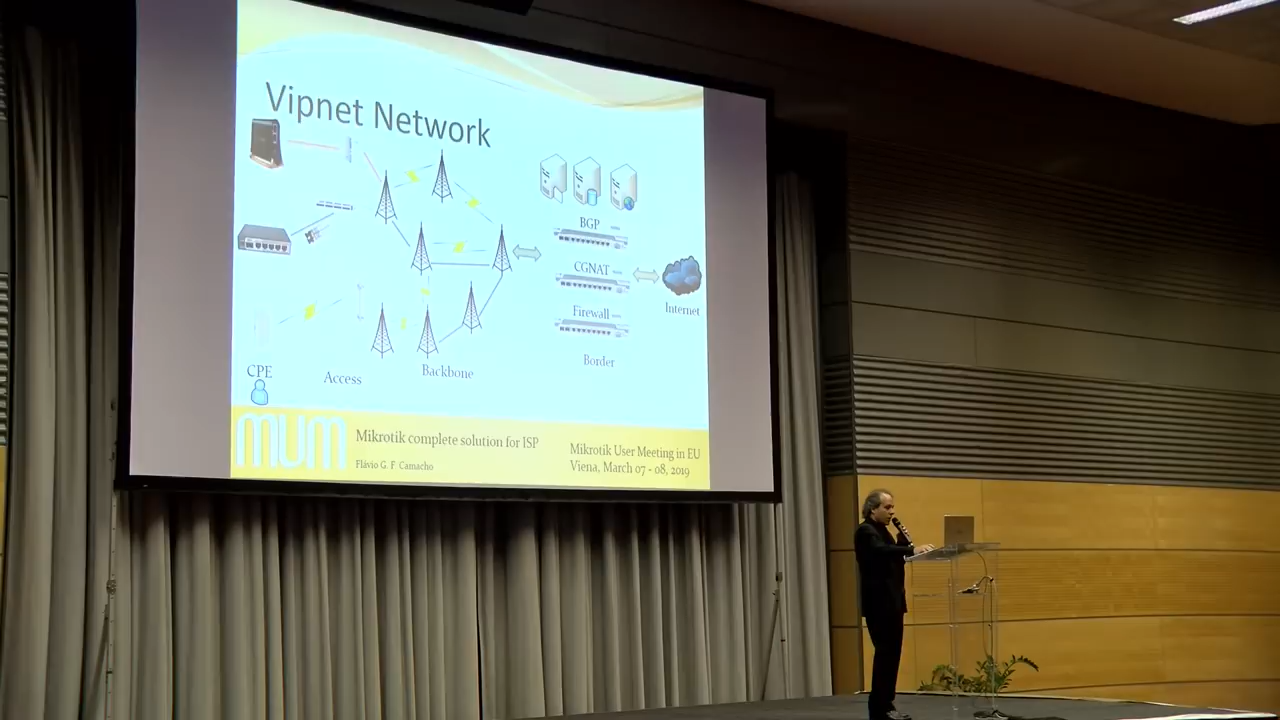 Vipnet Network
BGP
CGNAT
Internet
Firewall
Border
CPE
Access
Backbone
MUM
Mikrotik complete solution for ISP
Flávio G. F Camacho
Mikrotik User Meeting in EU
Viena, March 07 - 08, 2019